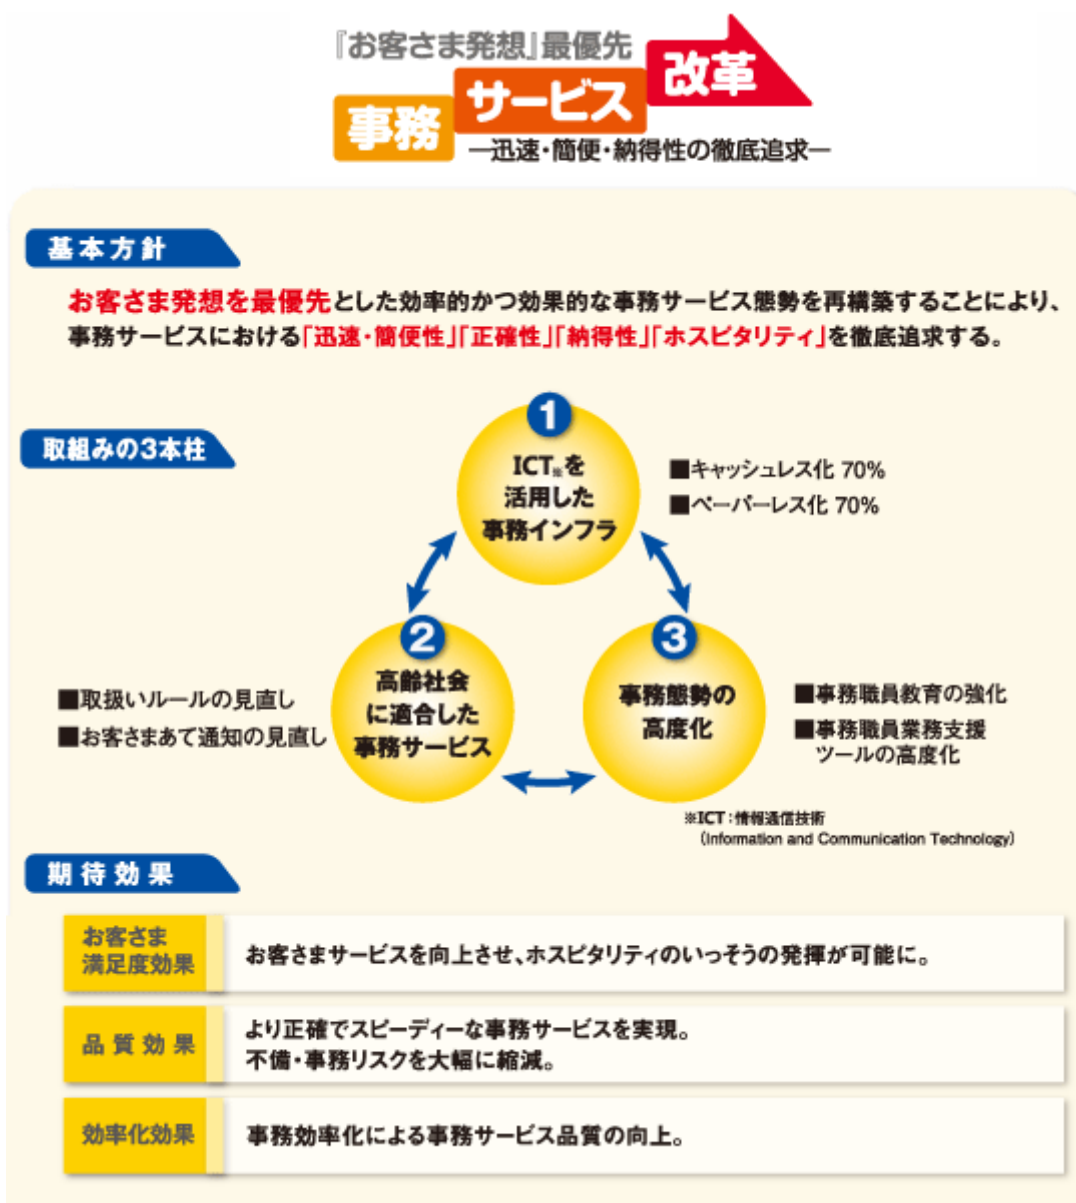 『お客さま発想』最優先
事務サービス改革
―迅速・簡便・納得性の徹底追求―
基本方針
お客さま発想を最優先とした効率的かつ効果的な事務サービス態勢を再構築することにより、
事務サービスにおける「迅速・簡便性」「正確性」「納得性」「ホスピタリティ」を徹底追求する。
取組みの3本柱
1
ICT※を
活用した
事務インフラ
■キャッシュレス化 70%
■ペーパーレス化 70%
2
高齢社会
に適合した
事務サービス
■取扱いルールの見直し
■お客さまあて通知の見直し
3
事務態勢の
高度化
■事務職員教育の強化
■事務職員業務支援
ツールの高度化
※ICT：情報通信技術
（Information and Communication Technology）
期待効果
お客さま
満足度効果
お客さまサービスを向上させ、ホスピタリティのいっそうの発揮が可能に。
品質効果
より正確でスピーディーな事務サービスを実現。
不備・事務リスクを大幅に縮減。
効率化効果
事務効率化による事務サービス品質の向上。